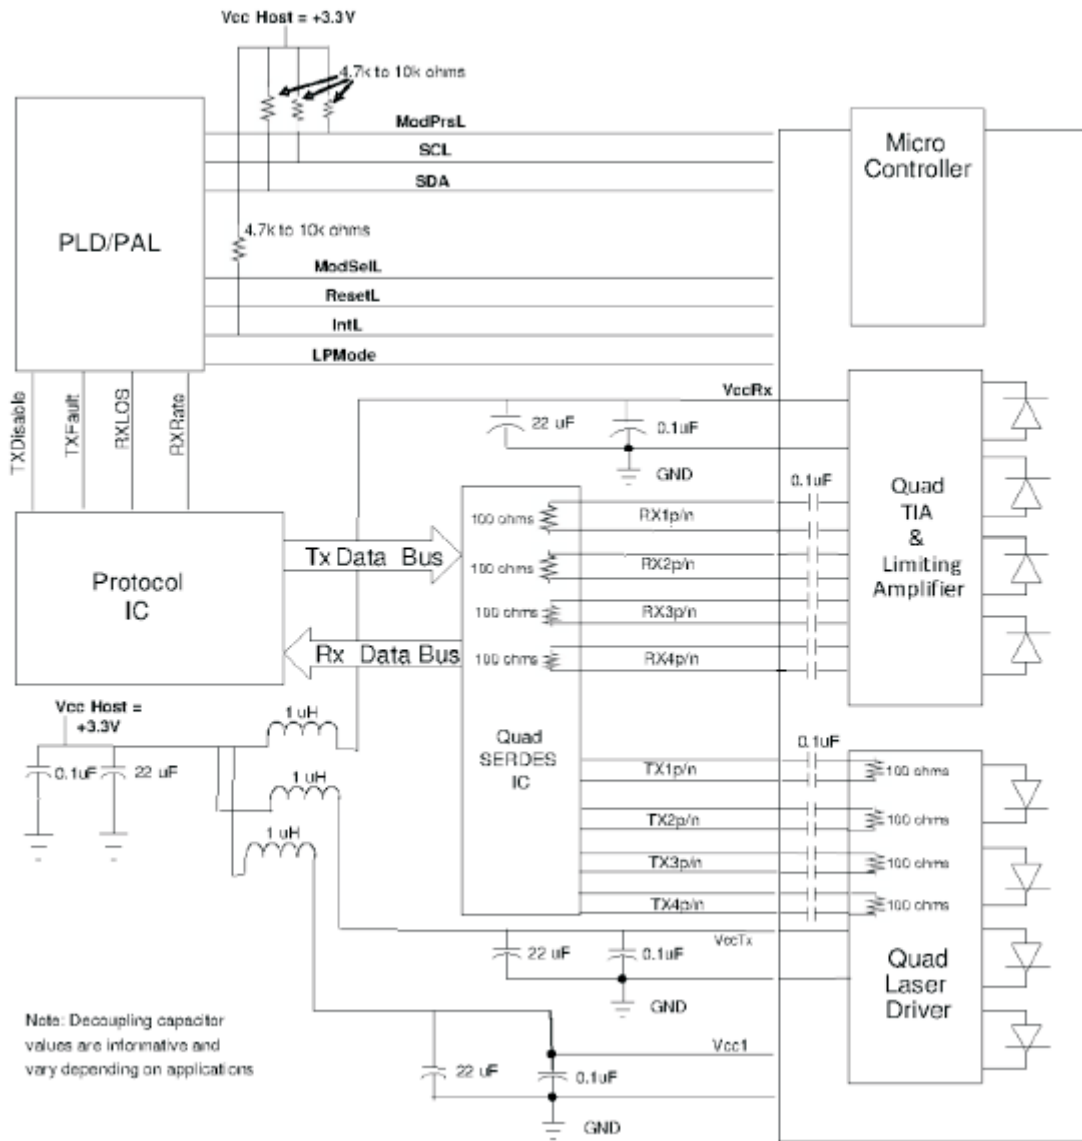 Vcc Host = +3.3V
4.7k to 10k ohms
ModPrsL
SCL
SDA
4.7k to 10k ohms
ModSelL
ResetL
IntL
LPMode
PLD/PAL
Micro
Controller
TXDisable
TXFault
RXLOS
RXRate
VccRx
22 uF
0.1uF
GND
0.1uF
Quad
TIA
&
Limiting
Amplifier
100 ohms
RX1p/n
100 ohms
RX2p/n
100 ohms
RX3p/n
100 ohms
RX4p/n
Tx Data Bus
Protocol
IC
Rx Data Bus
Vcc Host =
+3.3V
0.1uF
22 uF
1 uH
1 uH
1 uH
Quad
SERDES
IC
0.1uF
TX1p/n
100 ohms
TX2p/n
100 ohms
TX3p/n
100 ohms
TX4p/n
100 ohms
VccTx
22 uF
0.1uF
GND
Quad
Laser
Driver
Note: Decoupling capacitor
values are informative and
vary depending on applications
Vcc1
22 uF
0.1uF
GND